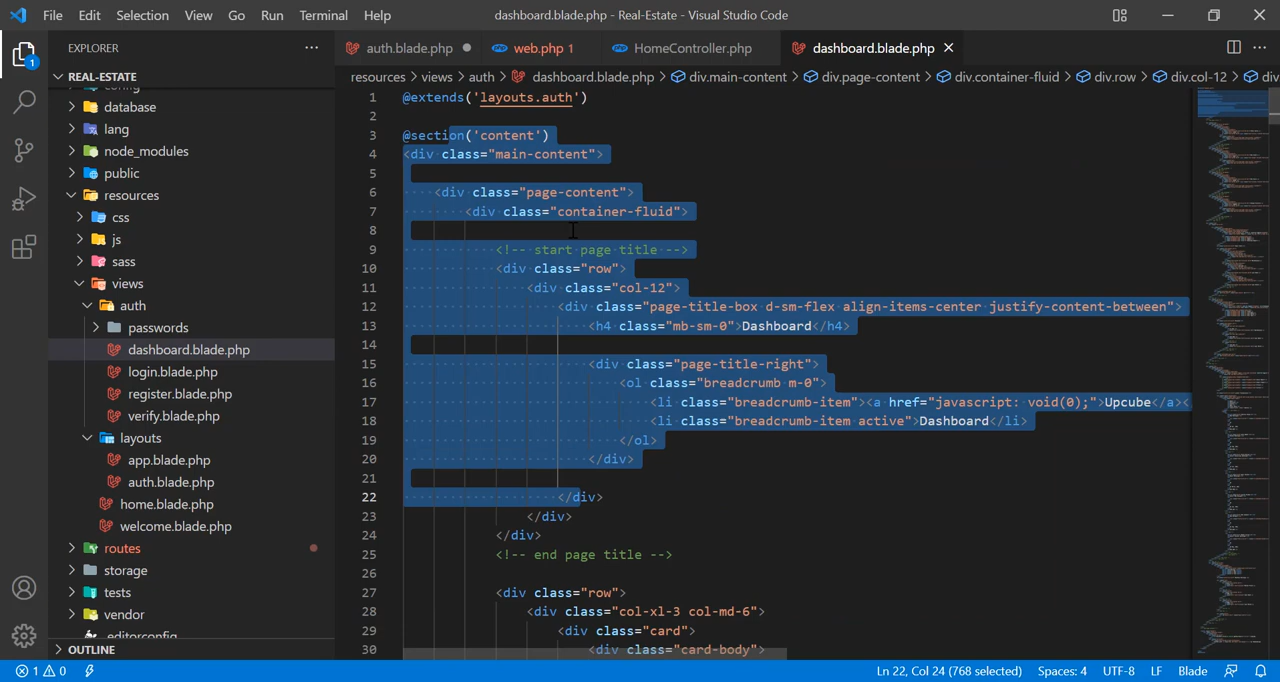 File Edit Selection View Go Run Terminal Help dashboard.blade.php - Real-Estate - Visual Studio Code
EXPLORER
1
REAL-ESTATE
database
lang
node_modules
public
resources
css
js
sass
views
auth
passwords
dashboard.blade.php
login.blade.php
register.blade.php
verify.blade.php
layouts
app.blade.php
auth.blade.php
home.blade.php
welcome.blade.php
routes
storage
tests
vendor
OUTLINE
auth.blade.php web.php 1 HomeController.php dashboard.blade.php
resources > views > auth > dashboard.blade.php > div.main-content > div.page-content > div.container-fluid > div.row > div.col-12 >
1 @extends('layouts.auth')
2
3 @section('content')
4 <div class="main-content">
5
6 <div class="page-content">
7 <div class="container-fluid">
8
9 <!-- start page title -->
10 <div class="row">
11 <div class="col-12">
12 <div class="page-title-box d-sm-flex align-items-center justify-content-between">
13 <h4 class="mb-sm-0">Dashboard</h4>
14
15 <div class="page-title-right">
16 <ol class="breadcrumb m-0">
17 <li class="breadcrumb-item"><a href="javascript: void(0);">Upcube</a><
18 <li class="breadcrumb-item active">Dashboard</li>
19 </ol>
20 </div>
21
22 </div>
23 </div>
24 </div>
25 <!-- end page title -->
26
27 <div class="row">
28 <div class="col-xl-3 col-md-6">
29 <div class="card">
30 <div class="card-body">
1 0 Ln 22, Col 24 (768 selected) Spaces: 4 UTF-8 LF Blade